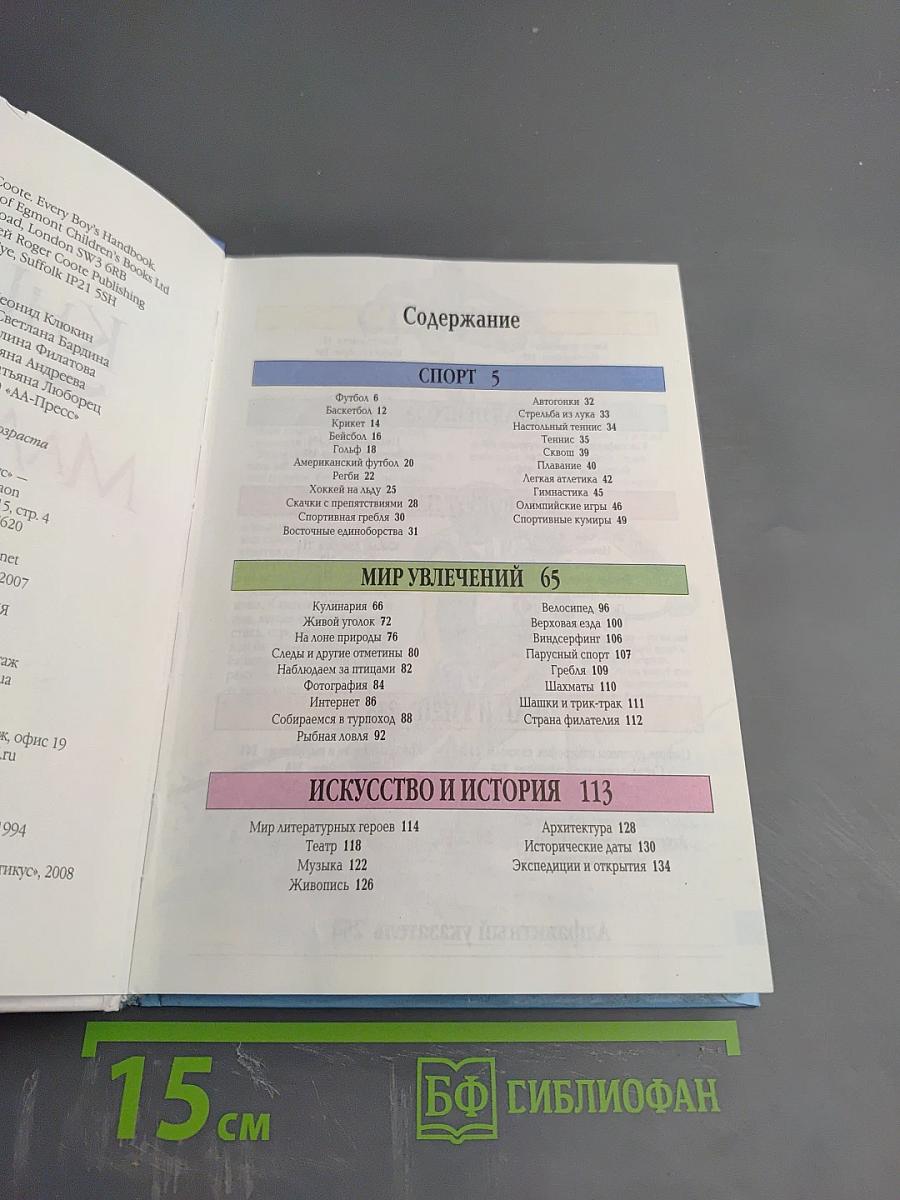 Coote. Every Boy's Handbook.
of Egmont Children's Books Ltd
oad, London SW3 6RB
ей Roger Coote Publishing
ye, Suffolk IP21 5SH
еонид Клюкин
Светлана Бардина
лина Филатова
яна Андреева
атьяна Люборец
«АА-Пресс»
озраста
с» —
aon
15, стр. 4
7620
net
2007
ия
таж
ua
ж, офис 19
.ru
1994
тикус», 2008
Содержание
СПОРТ 5
Футбол 6
Баскетбол 12
Крикет 14
Бейсбол 16
Гольф 18
Американский футбол 20
Регби 22
Хоккей на льду 25
Скачки с препятствиями 28
Спортивная гребля 30
Восточные единоборства 31
Автогонки 32
Стрельба из лука 33
Настольный теннис 34
Теннис 35
Сквош 39
Плавание 40
Легкая атлетика 42
Гимнастика 45
Олимпийские игры 46
Спортивные кумиры 49
МИР УВЛЕЧЕНИЙ 65
Кулинария 66
Живой уголок 72
На лоне природы 76
Следы и другие отметины 80
Наблюдаем за птицами 82
Фотография 84
Интернет 86
Собираемся в турпоход 88
Рыбная ловля 92
Велосипед 96
Верховая езда 100
Виндсерфинг 106
Парусный спорт 107
Гребля 109
Шахматы 110
Шашки и трик-трак 111
Страна филателия 112
ИСКУССТВО И ИСТОРИЯ 113
Мир литературных героев 114
Театр 118
Музыка 122
Живопись 126
Архитектура 128
Исторические даты 130
Экспедиции и открытия 134
15 см
БФ БИБЛИОФАН